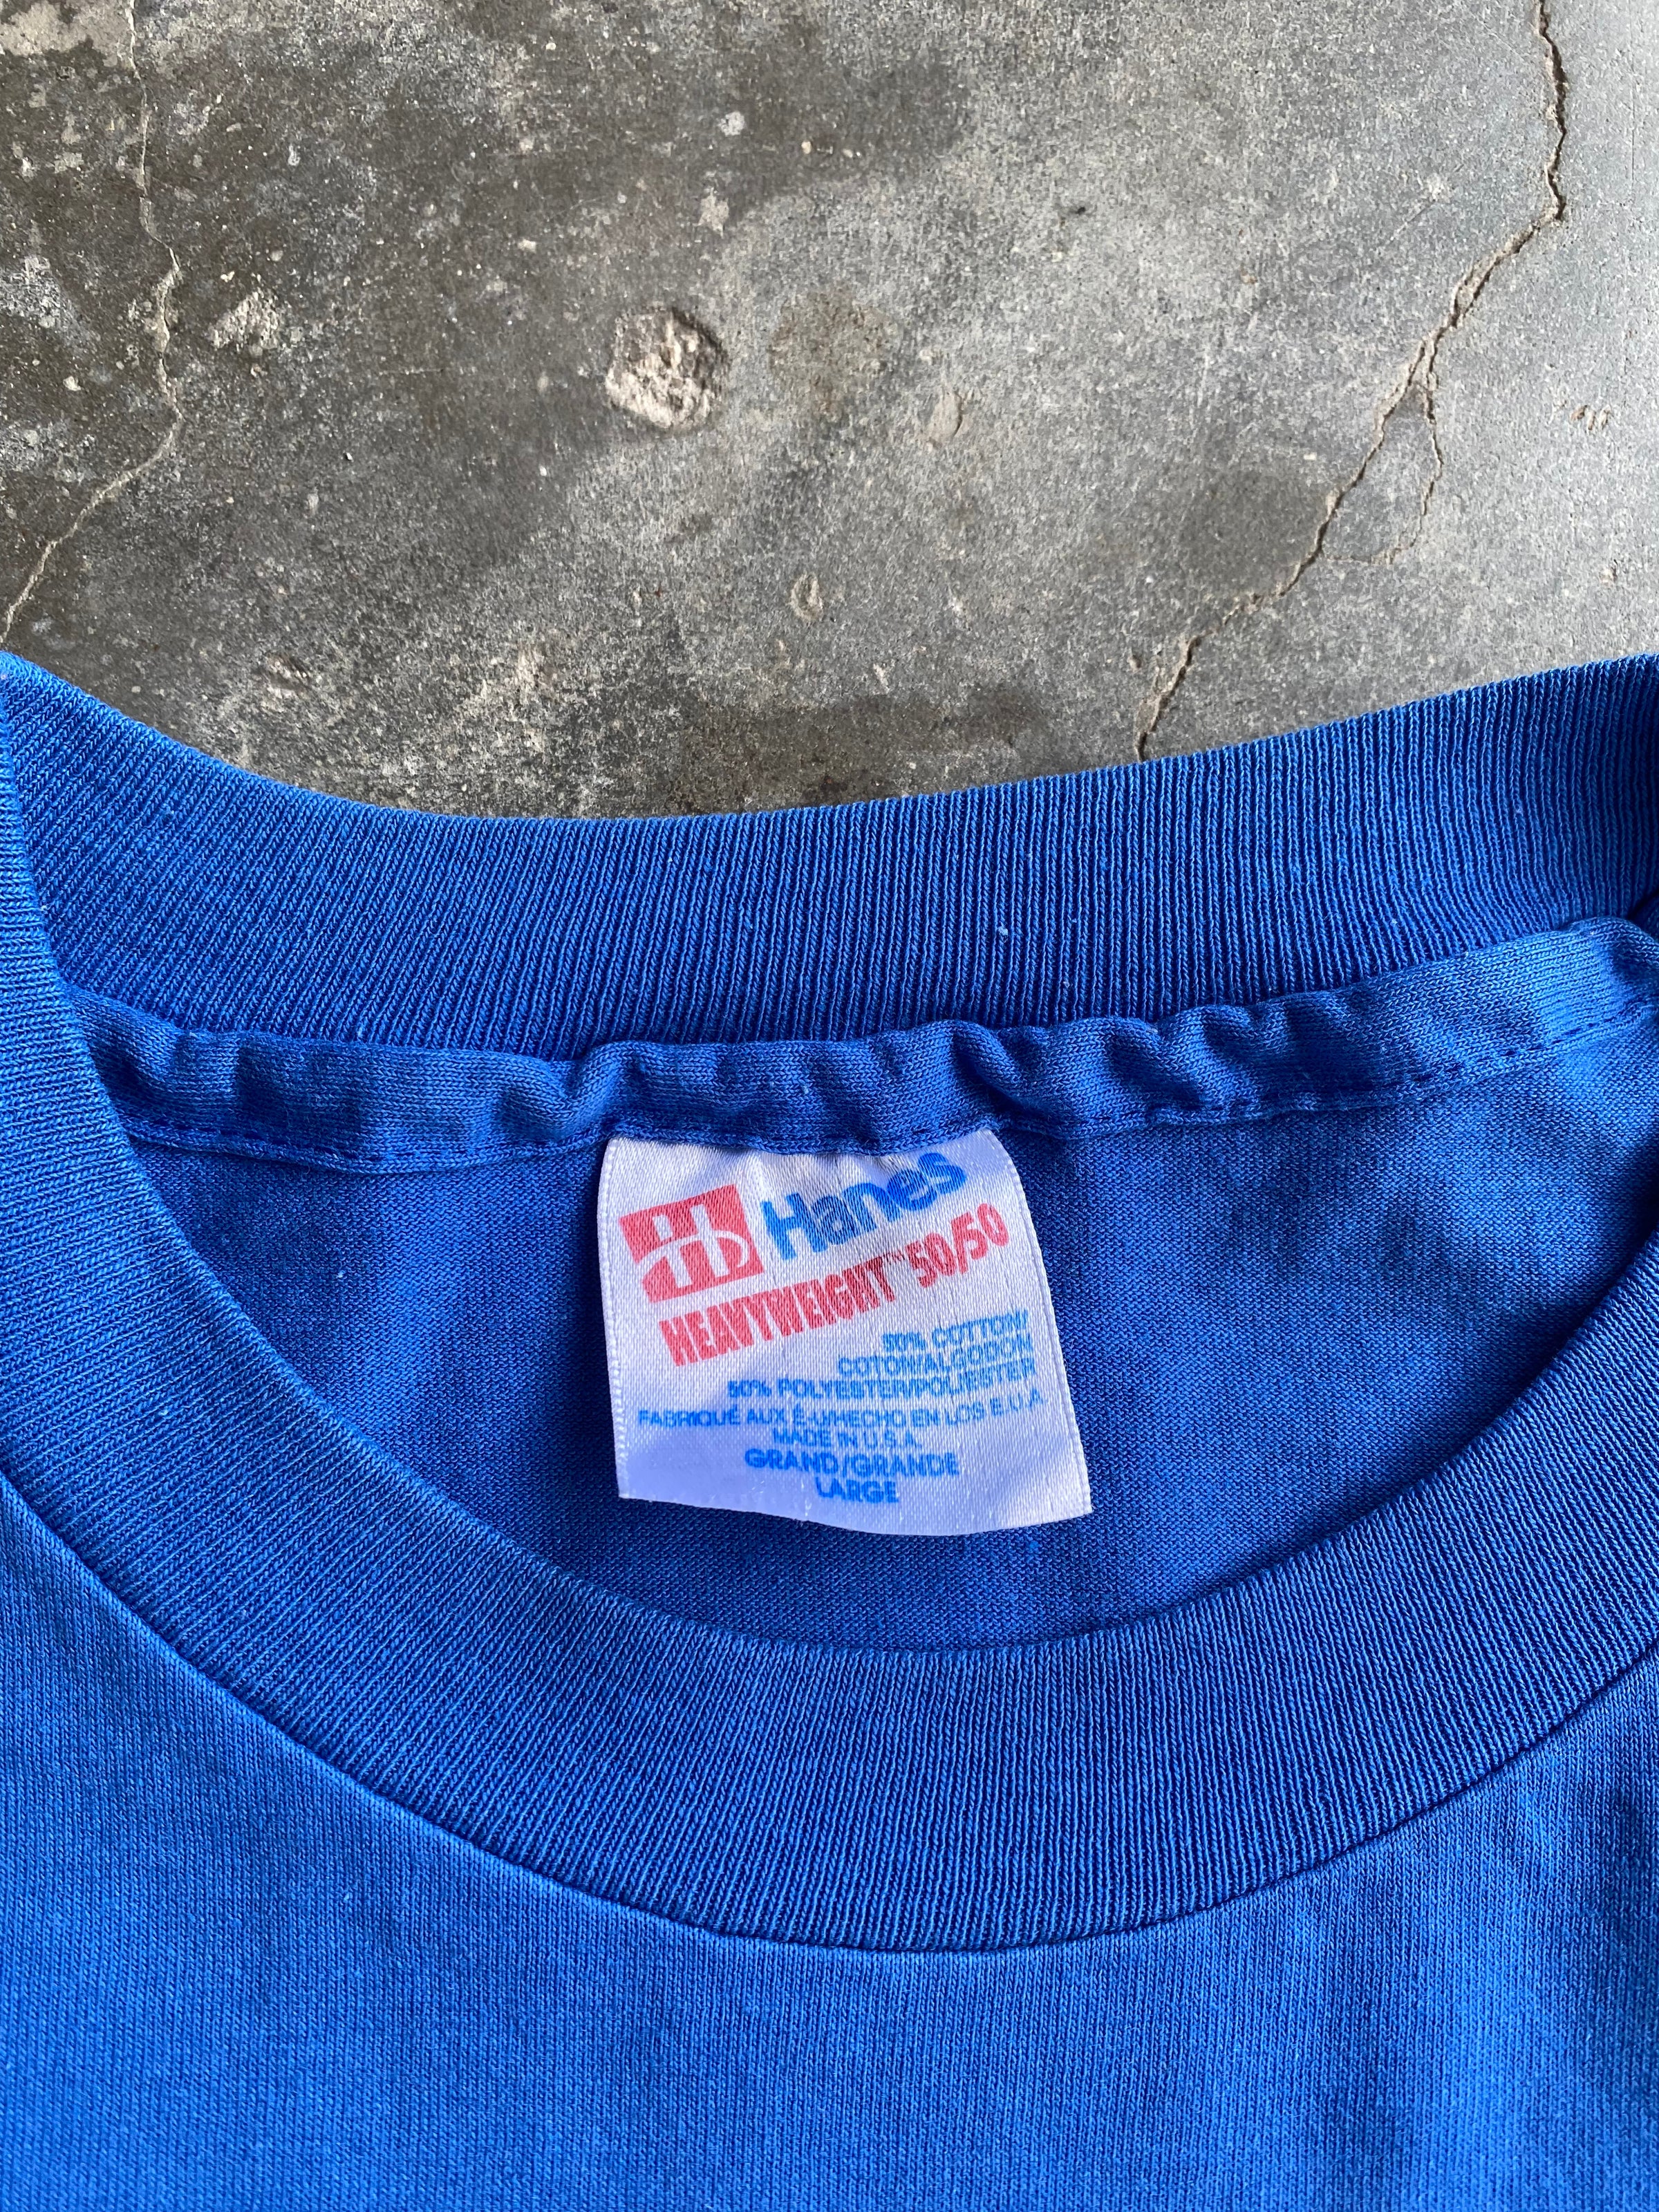 Hanes
HEAVYWEIGHT™ 50/50
50% COTTON/
COTON/ALGODON
50% POLYESTER/POLIESTER
FABRIQUÉ AUX É-U/HECHO EN LOS E.U.A.
MADE IN U.S.A.
GRAND/GRANDE
LARGE